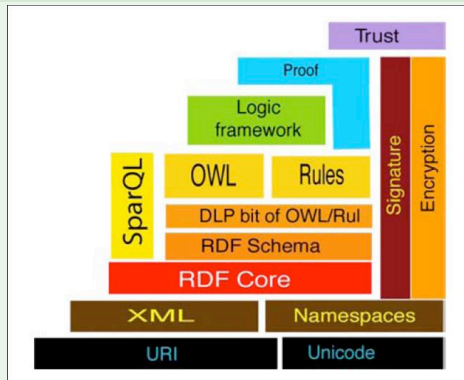 Trust
Proof
Logic
framework
SparQL
OWL
Rules
Signature
Encryption
DLP bit of OWL/Rul
RDF Schema
RDF Core
XML
Namespaces
URI
Unicode